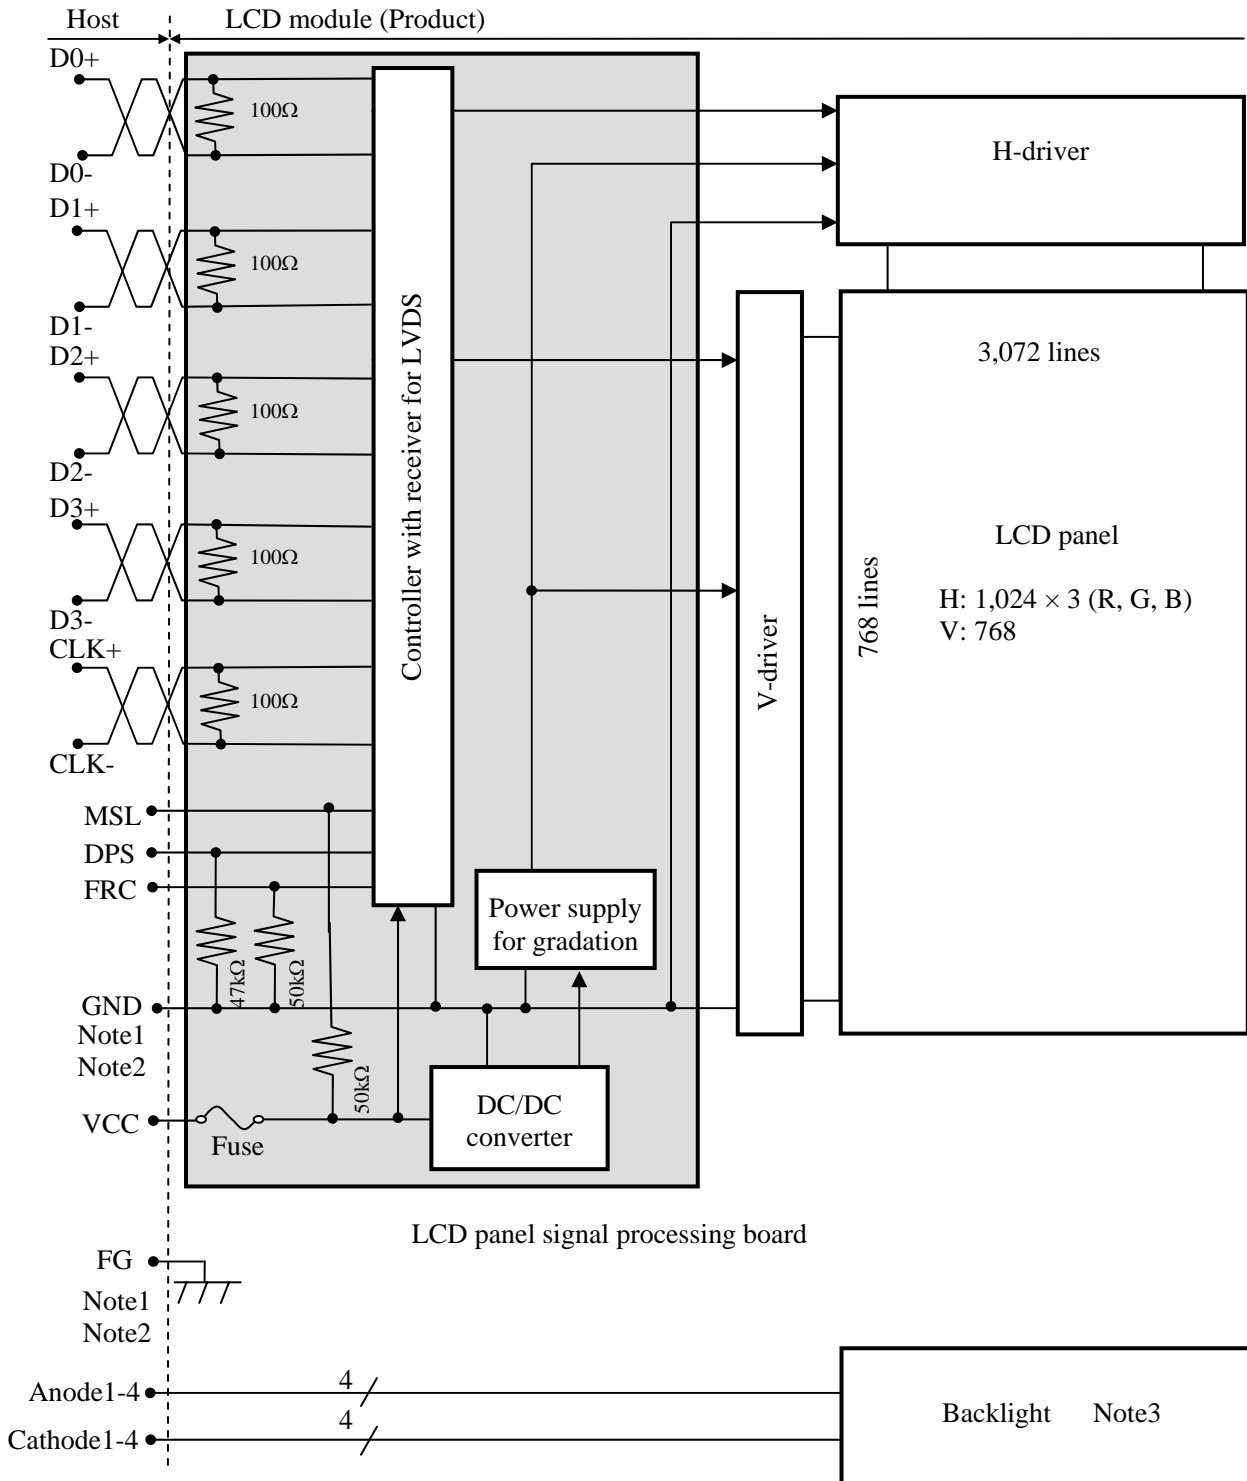 Host
LCD module (Product)
D0+
100Ω
D0-
D1+
100Ω
D1-
D2+
100Ω
D2-
D3+
100Ω
D3-
CLK+
100Ω
CLK-
MSL
DPS
FRC
47kΩ
50kΩ
GND
Note1
Note2
50kΩ
VCC
Fuse
Controller with receiver for LVDS
Power supply
for gradation
DC/DC
converter
H-driver
V-driver
3,072 lines
768 lines
LCD panel
H: 1,024 × 3 (R, G, B)
V: 768
LCD panel signal processing board
FG
Note1
Note2
Anode1-4
4
Cathode1-4
4
Backlight Note3